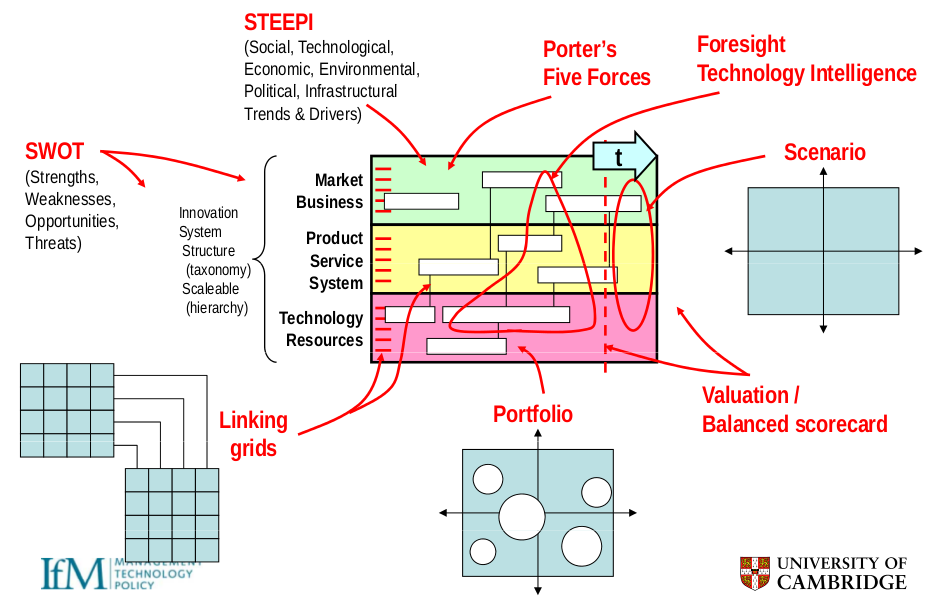 STEEPI
(Social, Technological,
Economic, Environmental,
Political, Infrastructural
Trends & Drivers)
Porter’s
Five Forces
Foresight
Technology Intelligence
SWOT
(Strengths,
Weaknesses,
Opportunities,
Threats)
t
Scenario
Market
Business
Innovation
System
Structure
(taxonomy)
Scaleable
(hierarchy)
Product
Service
System
Technology
Resources
Linking
grids
Portfolio
Valuation /
Balanced scorecard
IfM
MANAGEMENT
TECHNOLOGY
POLICY
UNIVERSITY OF
CAMBRIDGE